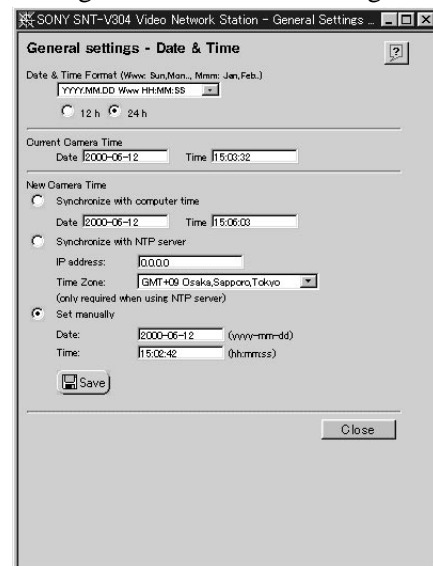 SONY SNT-V304 Video Network Station - General Settings ...
General settings - Date & Time
Date & Time Format (Www: Sun,Mon.., Mmm: Jan,Feb.)
YYYY.MM.DD Www HH:MM:SS
12 h 24 h
Current Camera Time
Date 2000-06-12 Time 15:03:32
New Camera Time
Synchronize with computer time
Date 2000-06-12 Time 15:06:03
Synchronize with NTP server
IP address: 0.0.0.0
Time Zone: GMT+09 Osaka,Sapporo,Tokyo
(only required when using NTP server)
Set manually
Date: 2000-06-12 (yyyy-mm-dd)
Time: 15:02:42 (hh:mm:ss)
Save
Close